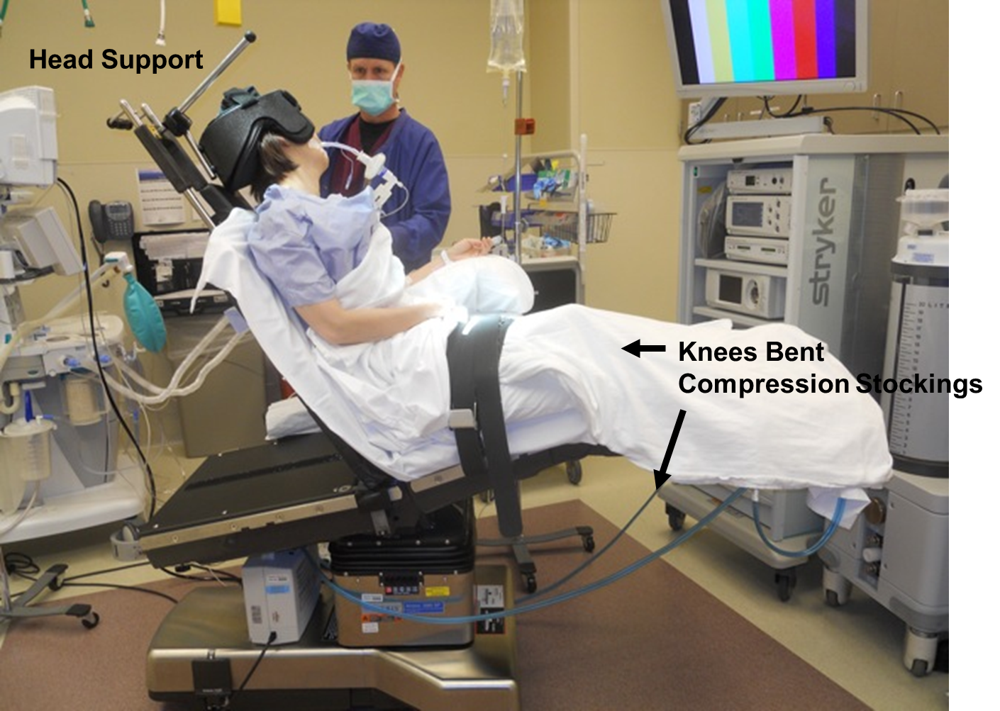 Head Support
stryker
Knees Bent
Compression Stockings